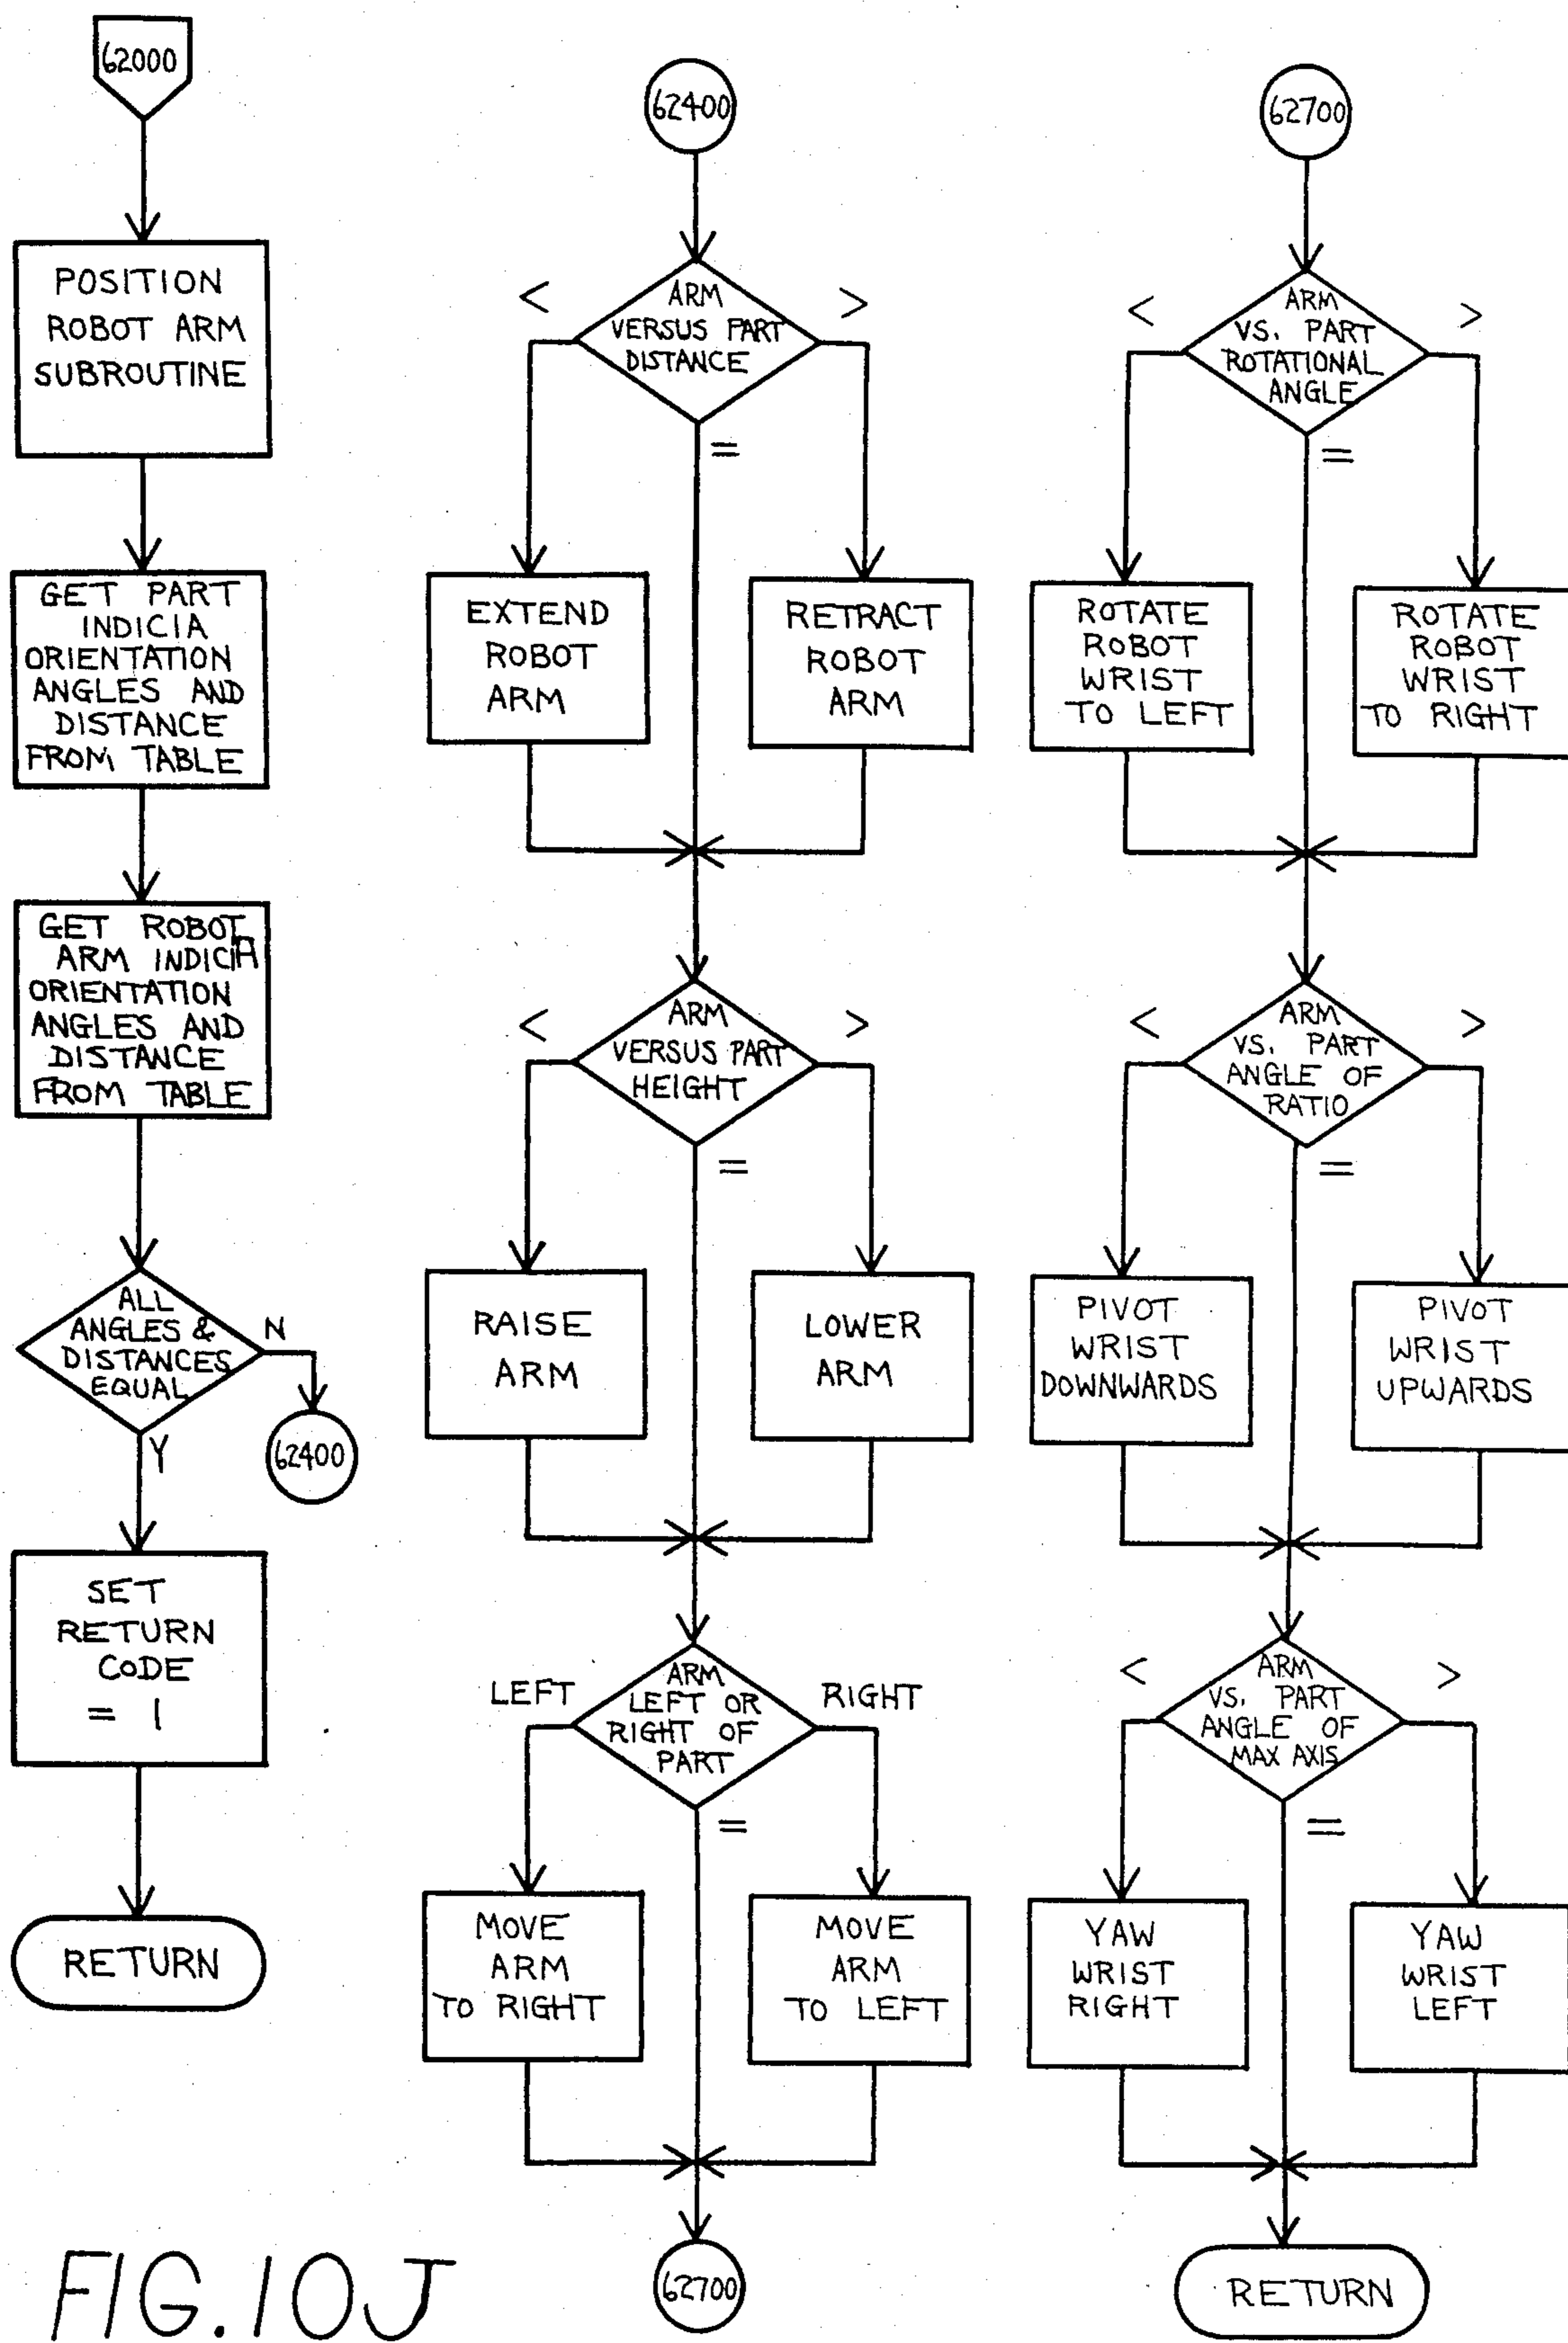 62000
POSITION
ROBOT ARM
SUBROUTINE
GET PART
INDICIA
ORIENTATION
ANGLES AND
DISTANCE
FROM TABLE
GET ROBOT
ARM INDICIA
ORIENTATION
ANGLES AND
DISTANCE
FROM TABLE
ALL
ANGLES &
DISTANCES
EQUAL
N
62400
Y
SET
RETURN
CODE
= 1
RETURN
62400
<
ARM
VERSUS PART
DISTANCE
>
=
EXTEND
ROBOT
ARM
RETRACT
ROBOT
ARM
<
ARM
VERSUS PART
HEIGHT
>
=
RAISE
ARM
LOWER
ARM
LEFT
ARM
LEFT OR
RIGHT OF
PART
RIGHT
=
MOVE
ARM
TO RIGHT
MOVE
ARM
TO LEFT
62700
62700
<
ARM
VS. PART
ROTATIONAL
ANGLE
>
=
ROTATE
ROBOT
WRIST
TO LEFT
ROTATE
ROBOT
WRIST
TO RIGHT
<
ARM
VS. PART
ANGLE OF
RATIO
>
=
PIVOT
WRIST
DOWNWARDS
PIVOT
WRIST
UPWARDS
<
ARM
VS. PART
ANGLE OF
MAX AXIS
>
=
YAW
WRIST
RIGHT
YAW
WRIST
LEFT
RETURN
FIG. 10J